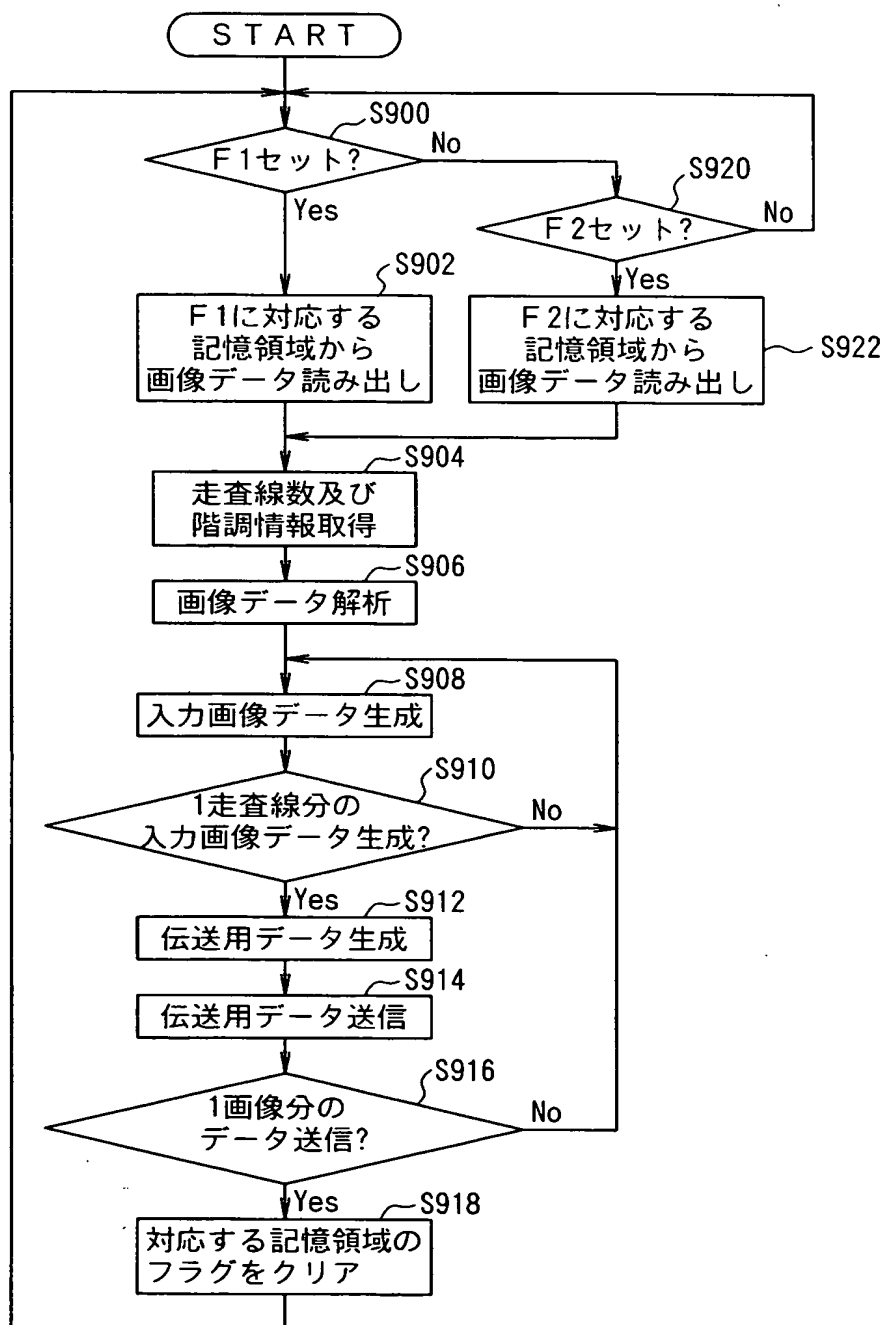 ＳＴＡＲＴ
S900
Ｆ1セット?
No
S920
Yes
Ｆ2セット?
No
S902
Yes
Ｆ1に対応する
記憶領域から
画像データ読み出し
Ｆ2に対応する
記憶領域から
画像データ読み出し
S922
S904
走査線数及び
階調情報取得
S906
画像データ解析
S908
入力画像データ生成
S910
1走査線分の
入力画像データ生成?
No
Yes
S912
伝送用データ生成
S914
伝送用データ送信
S916
1画像分の
データ送信?
No
Yes
S918
対応する記憶領域の
フラグをクリア